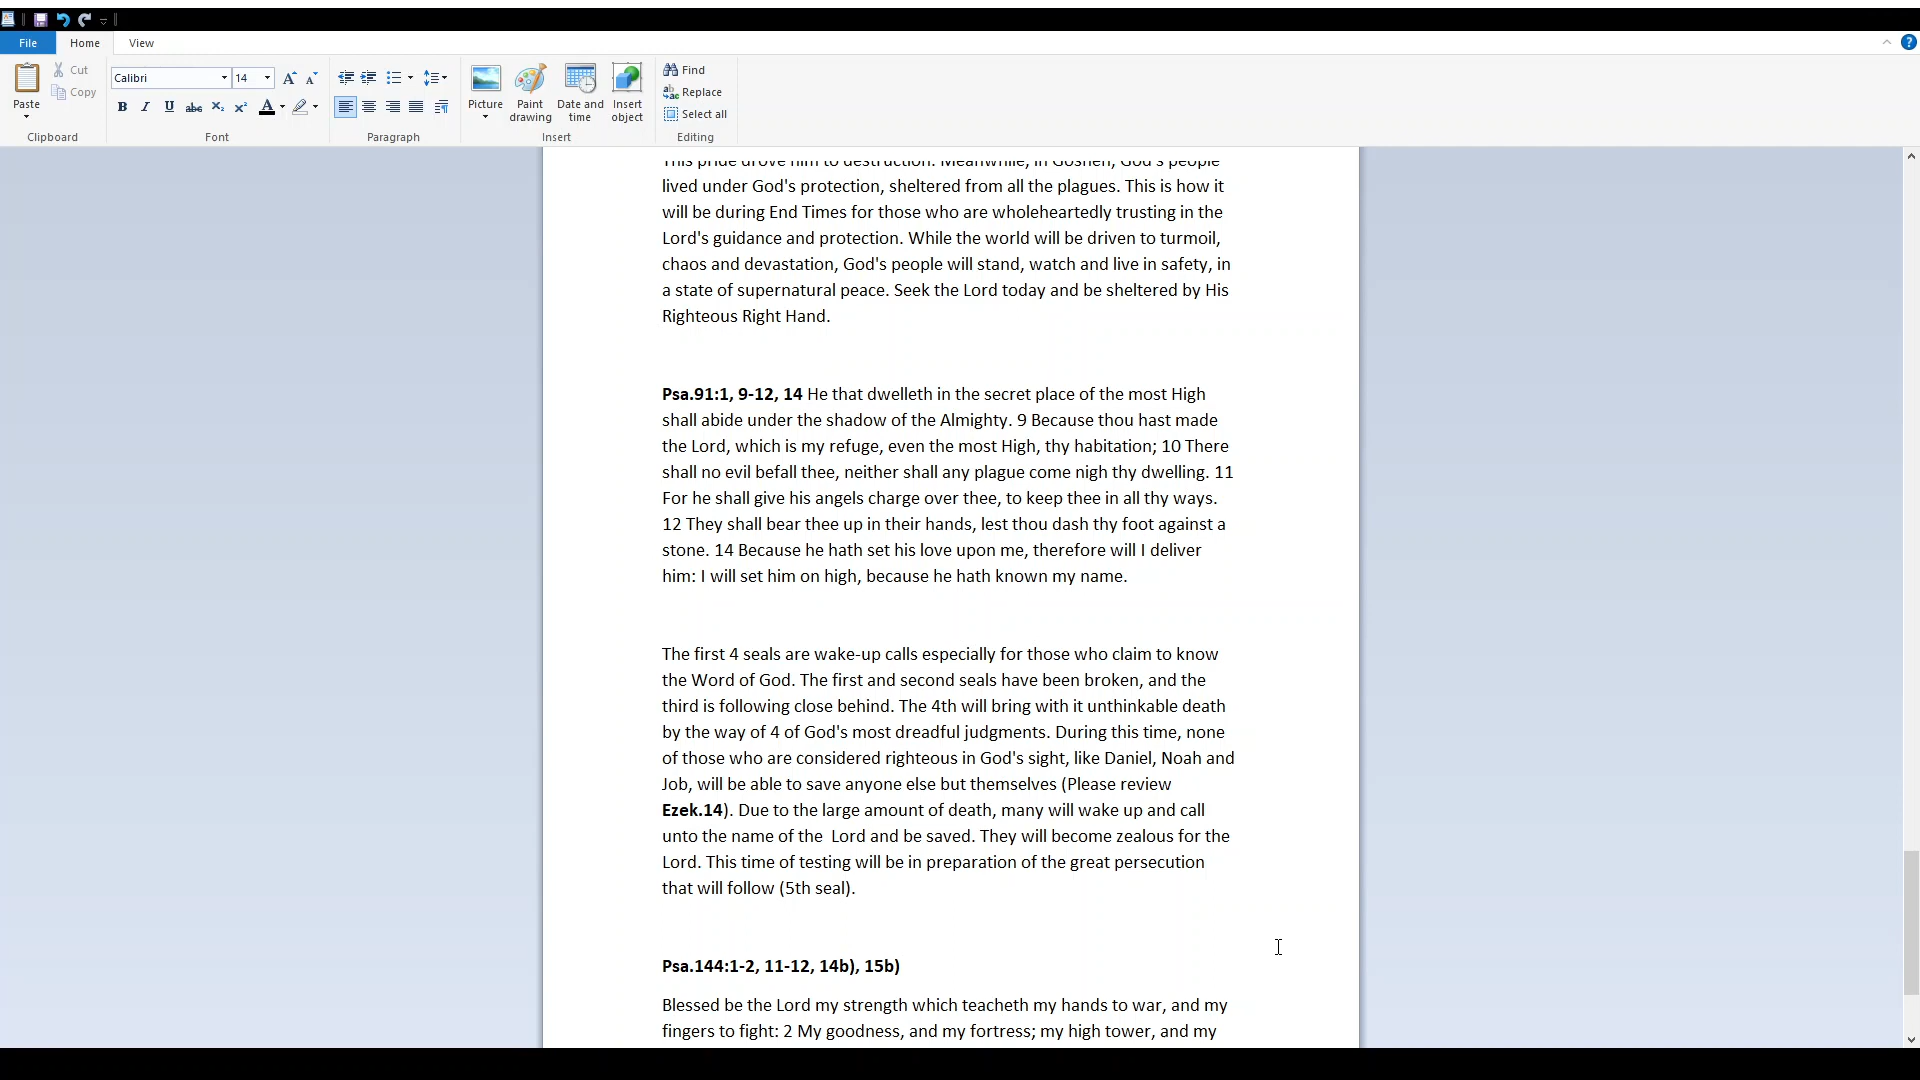 File Home View
Paste
Cut
Copy
Clipboard
Calibri 14
B I U abc X₂ X² A
Font
Paragraph
Picture
Paint drawing
Date and time
Insert object
Insert
Find
Replace
Select all
Editing
This pride drove him to destruction. Meanwhile, in Goshen, God's people
lived under God's protection, sheltered from all the plagues. This is how it
will be during End Times for those who are wholeheartedly trusting in the
Lord's guidance and protection. While the world will be driven to turmoil,
chaos and devastation, God's people will stand, watch and live in safety, in
a state of supernatural peace. Seek the Lord today and be sheltered by His
Righteous Right Hand.
Psa.91:1, 9-12, 14 He that dwelleth in the secret place of the most High
shall abide under the shadow of the Almighty. 9 Because thou hast made
the Lord, which is my refuge, even the most High, thy habitation; 10 There
shall no evil befall thee, neither shall any plague come nigh thy dwelling. 11
For he shall give his angels charge over thee, to keep thee in all thy ways.
12 They shall bear thee up in their hands, lest thou dash thy foot against a
stone. 14 Because he hath set his love upon me, therefore will I deliver
him: I will set him on high, because he hath known my name.
The first 4 seals are wake-up calls especially for those who claim to know
the Word of God. The first and second seals have been broken, and the
third is following close behind. The 4th will bring with it unthinkable death
by the way of 4 of God's most dreadful judgments. During this time, none
of those who are considered righteous in God's sight, like Daniel, Noah and
Job, will be able to save anyone else but themselves (Please review
Ezek.14). Due to the large amount of death, many will wake up and call
unto the name of the  Lord and be saved. They will become zealous for the
Lord. This time of testing will be in preparation of the great persecution
that will follow (5th seal).
Psa.144:1-2, 11-12, 14b), 15b)
Blessed be the Lord my strength which teacheth my hands to war, and my
fingers to fight: 2 My goodness, and my fortress; my high tower, and my